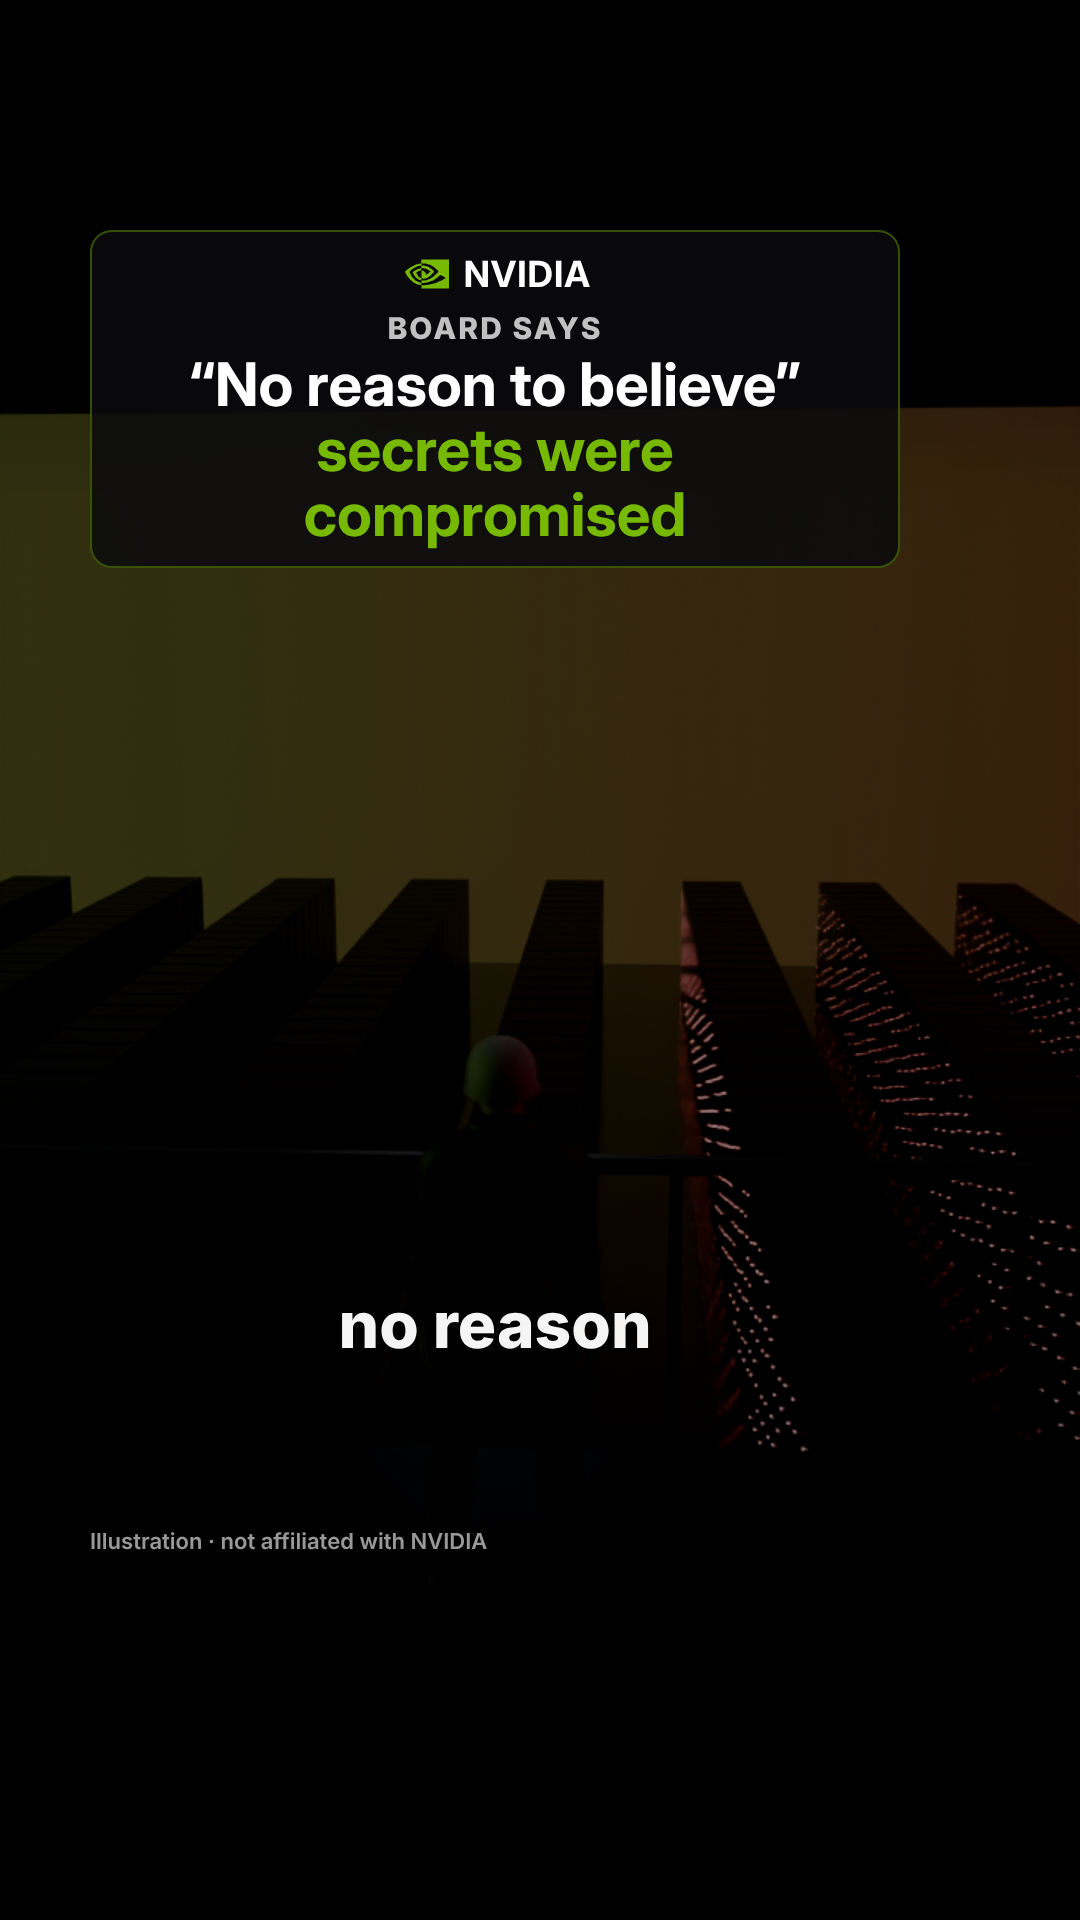 NVIDIA
BOARD SAYS
“No reason to believe”
secrets were
compromised
no reason
Illustration · not affiliated with NVIDIA